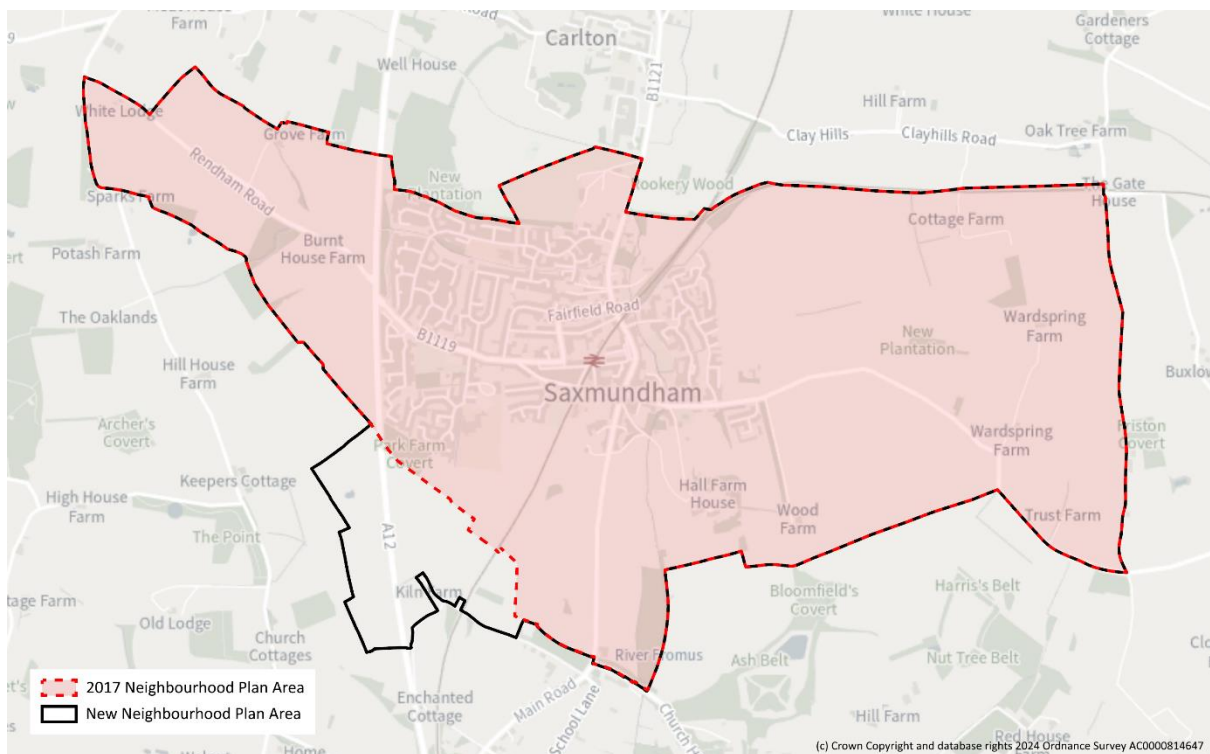 Farm
White House
Gardeners
Cottage
Carlton
Well House
B1121
Hill Farm
White Lodge
Grove Farm
Clay Hills
Clayhills Road
Oak Tree Farm
Rendham Road
New
Plantation
Rookery Wood
The Gate
House
Sparks Farm
Cottage Farm
Potash Farm
Burnt
House Farm
The Oaklands
Fairfield Road
Wardspring
Farm
B1119
New
Plantation
Hill House
Farm
Saxmundham
Archer's
Covert
Park Farm
Covert
Wardspring
Farm
Friston
Covert
Keepers Cottage
High House
Farm
Hall Farm
House
Wood
Farm
The Point
A12
Trust Farm
Kiln Farm
Bloomfield's
Covert
Harris's Belt
Old Lodge
Church
Cottages
River Fromus
Ash Belt
Nut Tree Belt
2017 Neighbourhood Plan Area
New Neighbourhood Plan Area
Enchanted
Cottage
Main Road
School Lane
Hill Farm
Red House
Farm
Home
(c) Crown Copyright and database rights 2024 Ordnance Survey AC0000814647